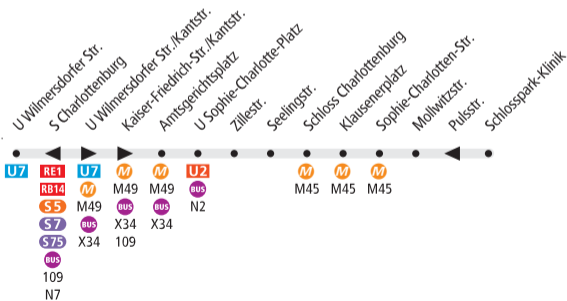 U Wilmersdorfer Str.
S Charlottenburg
U Wilmersdorfer Str./Kantstr.
Kaiser-Friedrich-Str./Kantstr.
Amtsgerichtsplatz
U Sophie-Charlotte-Platz
Zillestr.
Seelingstr.
Schloss Charlottenburg
Klausenerplatz
Sophie-Charlotten-Str.
Mollwitzstr.
Pulsstr.
Schlosspark-Klinik
U7 RE1 U7 M M U2 M M M
RB14 M M49 M49 BUS M45 M45 M45
S5 M49 BUS BUS N2
S7 BUS X34 X34
S75 X34 109
BUS
109
N7